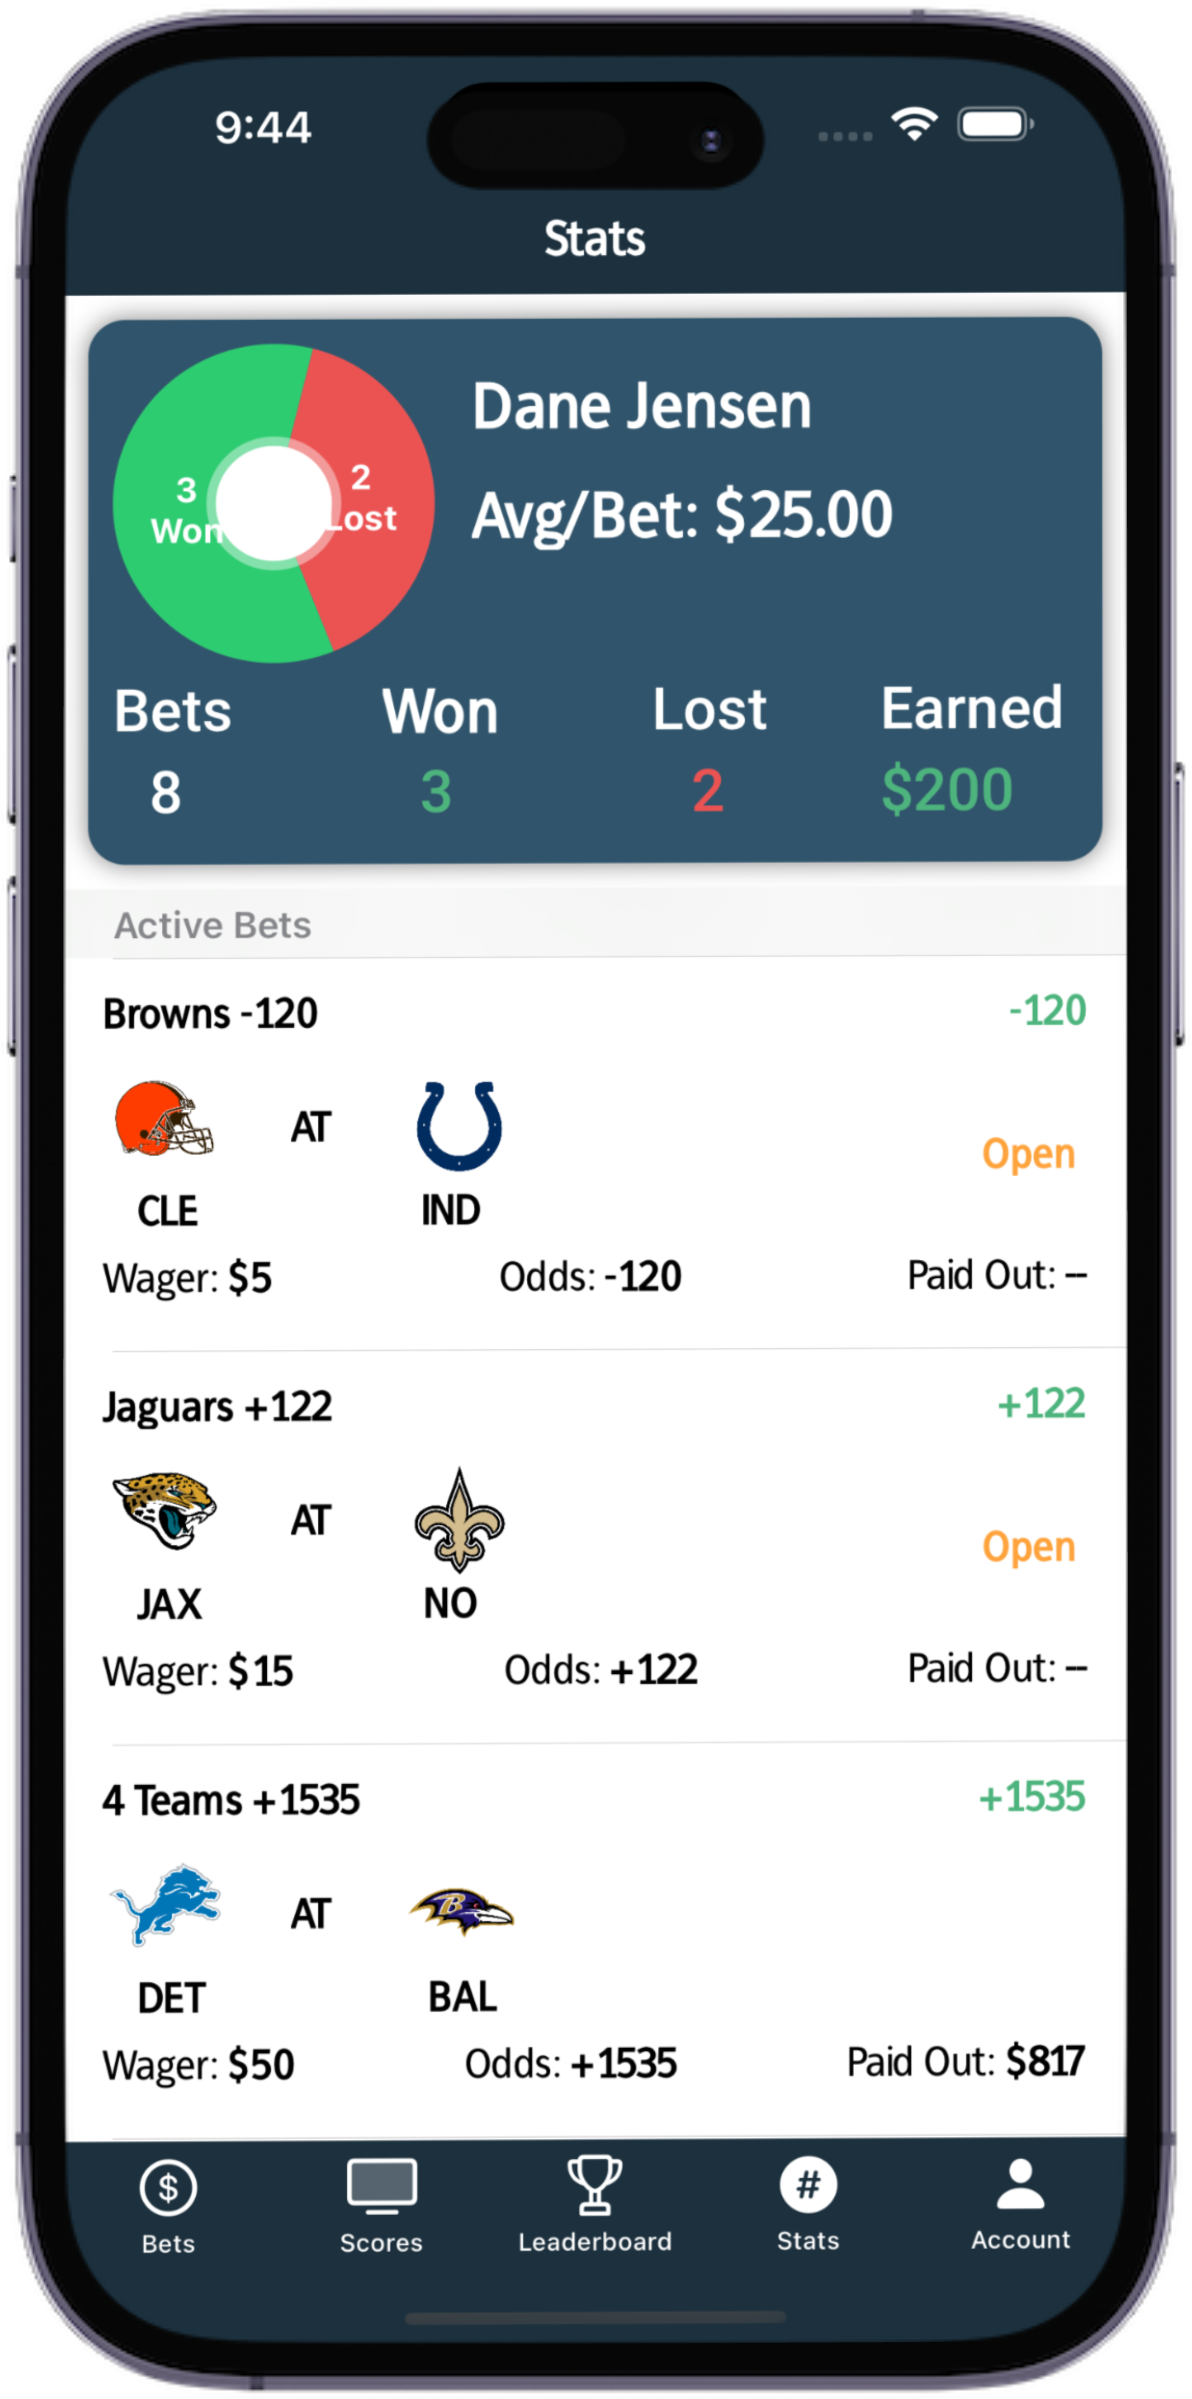 9:44
Stats
Dane Jensen
Avg/Bet: $25.00
3
Won
2
Lost
Bets Won Lost Earned
8 3 2 $200
Active Bets
Browns -120 -120
AT
Open
CLE IND
Wager: $5 Odds: -120 Paid Out: --
Jaguars +122 +122
AT
Open
JAX NO
Wager: $15 Odds: +122 Paid Out: --
4 Teams +1535 +1535
AT
B
DET BAL
Wager: $50 Odds: +1535 Paid Out: $817
$ #
Bets Scores Leaderboard Stats Account